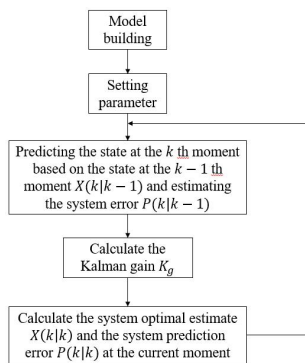 Model
building
Setting
parameter
Predicting the state at the k th moment
based on the state at the k − 1 th
moment X(k|k − 1) and estimating
the system error P(k|k − 1)
Calculate the
Kalman gain K_g
Calculate the system optimal estimate
X(k|k) and the system prediction
error P(k|k) at the current moment